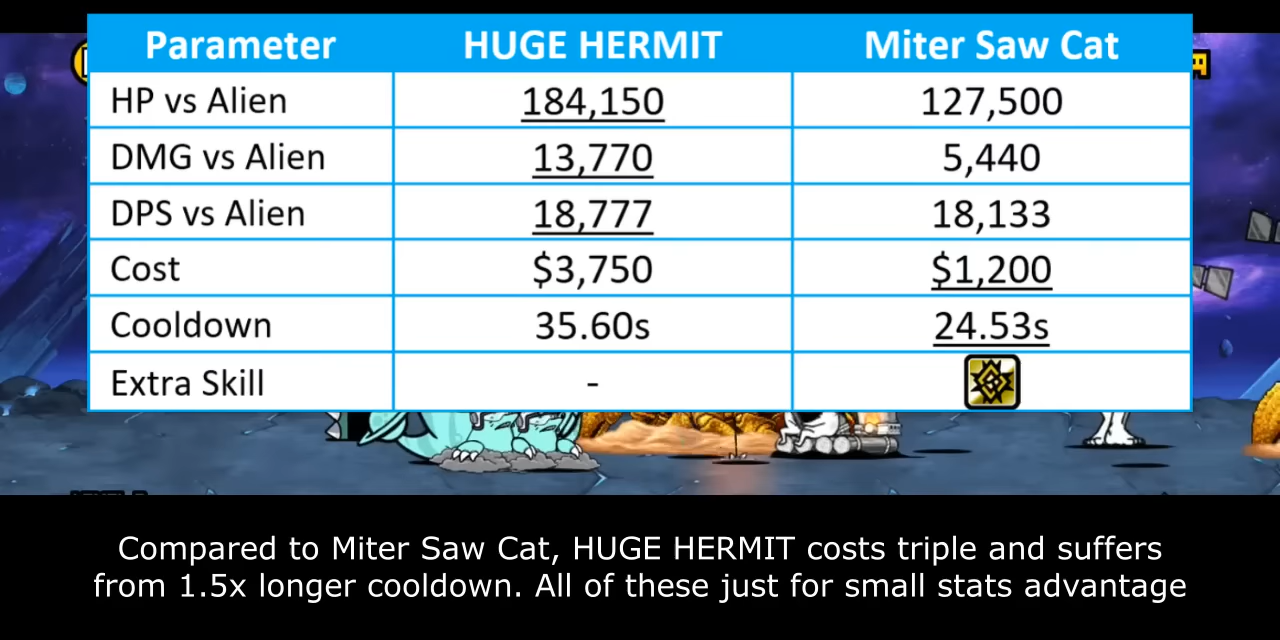 Parameter HUGE HERMIT Miter Saw Cat
HP vs Alien 184,150 127,500
DMG vs Alien 13,770 5,440
DPS vs Alien 18,777 18,133
Cost $3,750 $1,200
Cooldown 35.60s 24.53s
Extra Skill -
Compared to Miter Saw Cat, HUGE HERMIT costs triple and suffers
from 1.5x longer cooldown. All of these just for small stats advantage